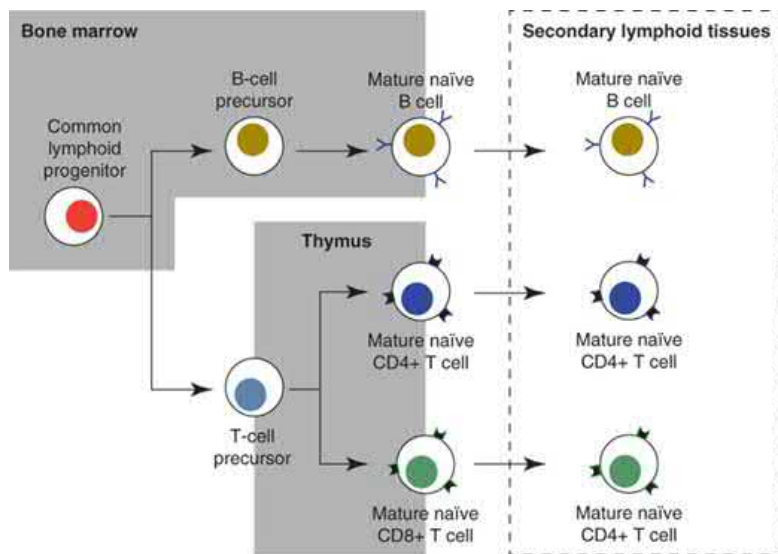 Bone marrow
Secondary lymphoid tissues
B-cell
precursor
Mature naïve
B cell
Mature naïve
B cell
Common
lymphoid
progenitor
Thymus
Mature naïve
CD4+ T cell
Mature naïve
CD4+ T cell
T-cell
precursor
Mature naïve
CD8+ T cell
Mature naïve
CD4+ T cell